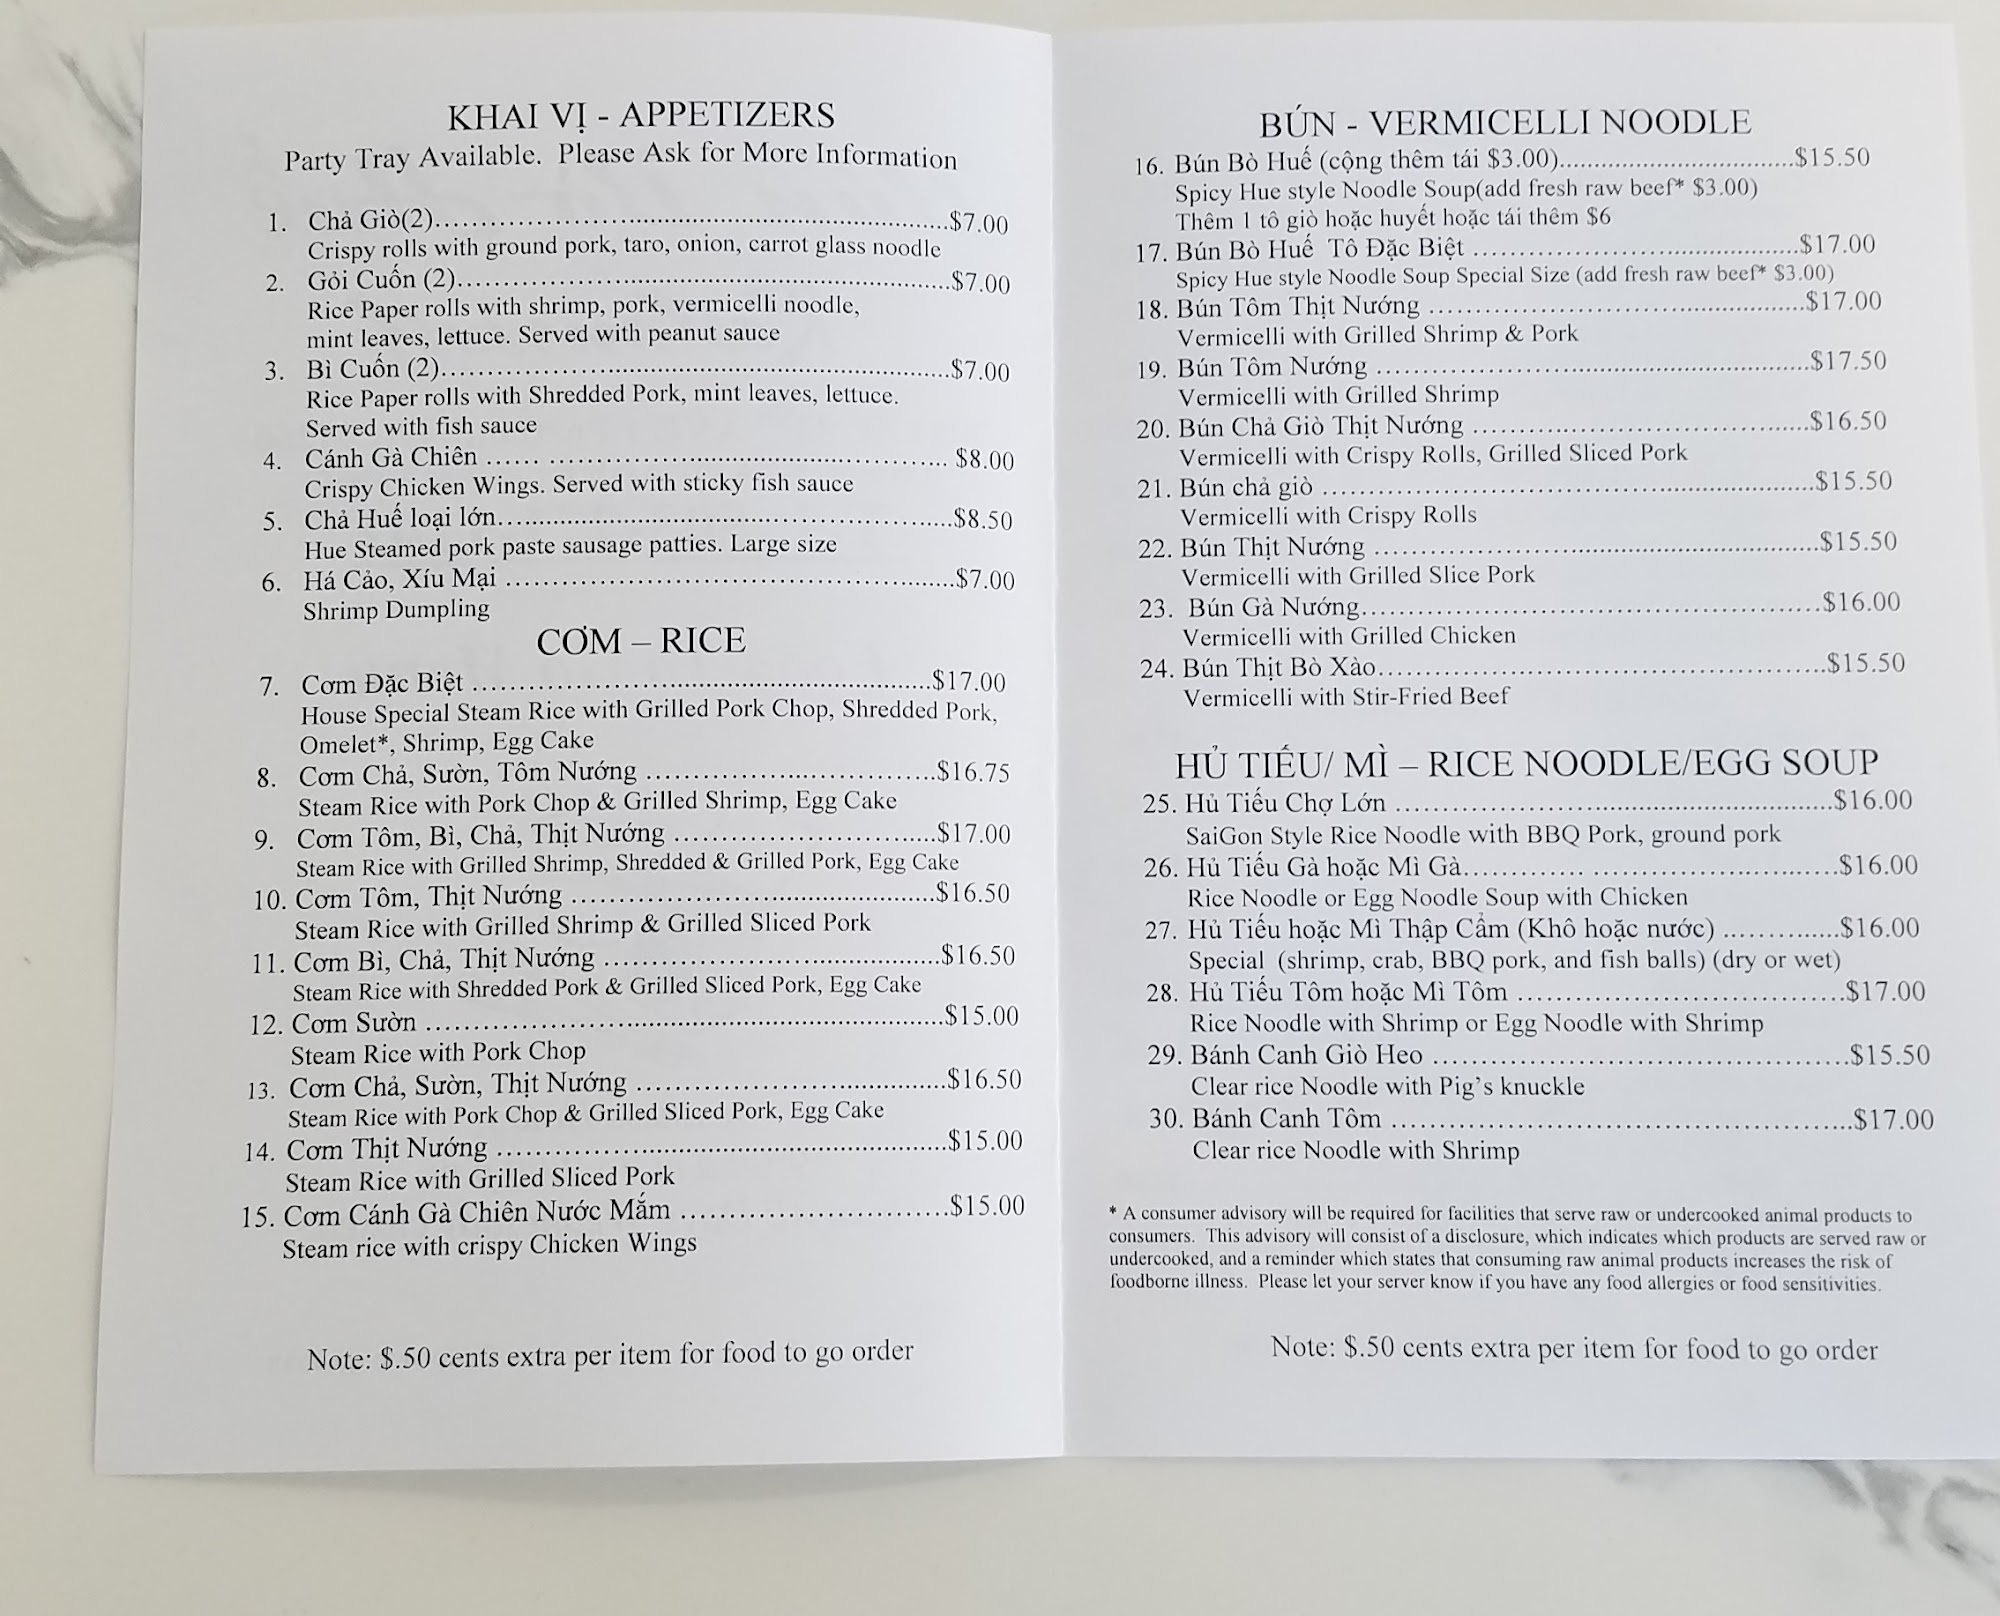 KHAI VỊ - APPETIZERS
Party Tray Available. Please Ask for More Information
1. Chả Giò(2)..........$7.00
Crispy rolls with ground pork, taro, onion, carrot glass noodle
2. Gỏi Cuốn (2)..........$7.00
Rice Paper rolls with shrimp, pork, vermicelli noodle,
mint leaves, lettuce. Served with peanut sauce
3. Bì Cuốn (2)..........$7.00
Rice Paper rolls with Shredded Pork, mint leaves, lettuce.
Served with fish sauce
4. Cánh Gà Chiên .......... $8.00
Crispy Chicken Wings. Served with sticky fish sauce
5. Chả Huế loại lớn..........$8.50
Hue Steamed pork paste sausage patties. Large size
6. Há Cảo, Xíu Mại ..........$7.00
Shrimp Dumpling
CƠM – RICE
7. Cơm Đặc Biệt ..........$17.00
House Special Steam Rice with Grilled Pork Chop, Shredded Pork,
Omelet*, Shrimp, Egg Cake
8. Cơm Chả, Sườn, Tôm Nướng ..........$16.75
Steam Rice with Pork Chop & Grilled Shrimp, Egg Cake
9. Cơm Tôm, Bì, Chả, Thịt Nướng ..........$17.00
Steam Rice with Grilled Shrimp, Shredded & Grilled Pork, Egg Cake
10. Cơm Tôm, Thịt Nướng ..........$16.50
Steam Rice with Grilled Shrimp & Grilled Sliced Pork
11. Cơm Bì, Chả, Thịt Nướng ..........$16.50
Steam Rice with Shredded Pork & Grilled Sliced Pork, Egg Cake
12. Cơm Sườn ..........$15.00
Steam Rice with Pork Chop
13. Cơm Chả, Sườn, Thịt Nướng ..........$16.50
Steam Rice with Pork Chop & Grilled Sliced Pork, Egg Cake
14. Cơm Thịt Nướng ..........$15.00
Steam Rice with Grilled Sliced Pork
15. Cơm Cánh Gà Chiên Nước Mắm ..........$15.00
Steam rice with crispy Chicken Wings
Note: $.50 cents extra per item for food to go order
BÚN - VERMICELLI NOODLE
16. Bún Bò Huế (cộng thêm tái $3.00)..........$15.50
Spicy Hue style Noodle Soup(add fresh raw beef* $3.00)
Thêm 1 tô giò hoặc huyết hoặc tái thêm $6
17. Bún Bò Huế Tô Đặc Biệt ..........$17.00
Spicy Hue style Noodle Soup Special Size (add fresh raw beef* $3.00)
18. Bún Tôm Thịt Nướng ..........$17.00
Vermicelli with Grilled Shrimp & Pork
19. Bún Tôm Nướng ..........$17.50
Vermicelli with Grilled Shrimp
20. Bún Chả Giò Thịt Nướng ..........$16.50
Vermicelli with Crispy Rolls, Grilled Sliced Pork
21. Bún chả giò ..........$15.50
Vermicelli with Crispy Rolls
22. Bún Thịt Nướng ..........$15.50
Vermicelli with Grilled Slice Pork
23. Bún Gà Nướng..........$16.00
Vermicelli with Grilled Chicken
24. Bún Thịt Bò Xào..........$15.50
Vermicelli with Stir-Fried Beef
HỦ TIẾU/ MÌ – RICE NOODLE/EGG SOUP
25. Hủ Tiếu Chợ Lớn ..........$16.00
SaiGon Style Rice Noodle with BBQ Pork, ground pork
26. Hủ Tiếu Gà hoặc Mì Gà..........$16.00
Rice Noodle or Egg Noodle Soup with Chicken
27. Hủ Tiếu hoặc Mì Thập Cẩm (Khô hoặc nước) ..........$16.00
Special (shrimp, crab, BBQ pork, and fish balls) (dry or wet)
28. Hủ Tiếu Tôm hoặc Mì Tôm ..........$17.00
Rice Noodle with Shrimp or Egg Noodle with Shrimp
29. Bánh Canh Giò Heo ..........$15.50
Clear rice Noodle with Pig’s knuckle
30. Bánh Canh Tôm ..........$17.00
Clear rice Noodle with Shrimp
* A consumer advisory will be required for facilities that serve raw or undercooked animal products to
consumers. This advisory will consist of a disclosure, which indicates which products are served raw or
undercooked, and a reminder which states that consuming raw animal products increases the risk of
foodborne illness. Please let your server know if you have any food allergies or food sensitivities.
Note: $.50 cents extra per item for food to go order